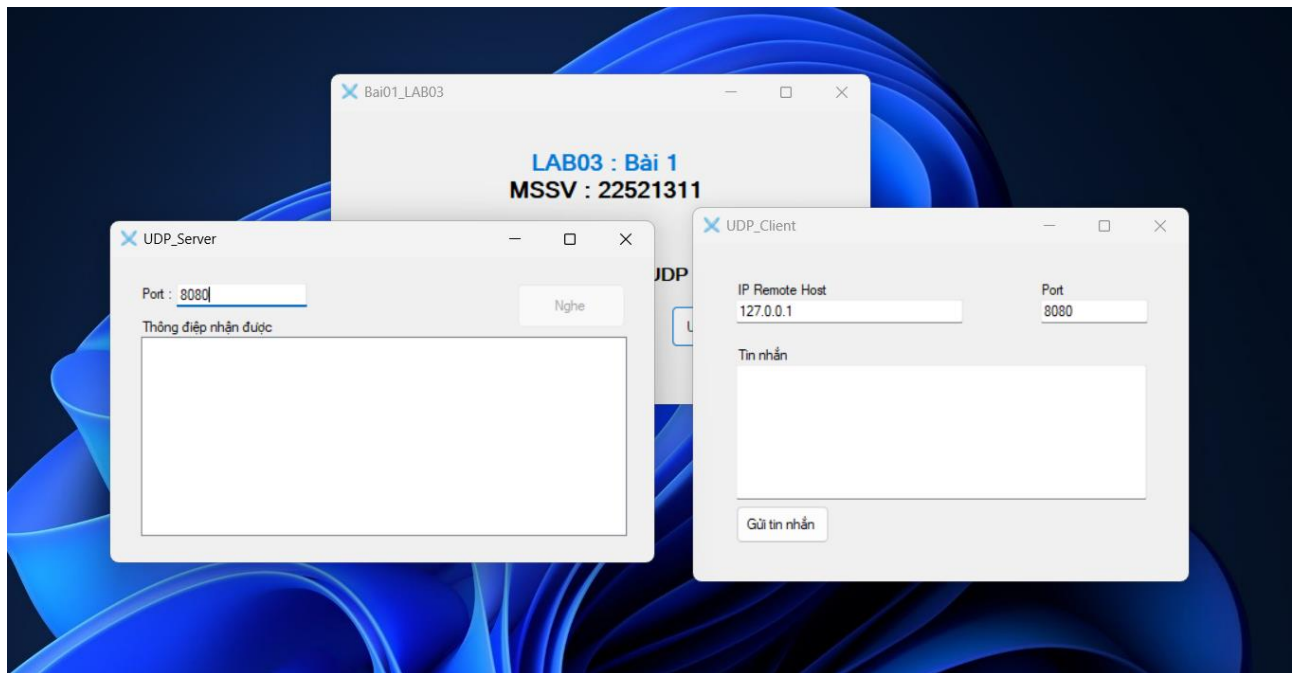 Bai01_LAB03
LAB03 : Bài 1
MSSV : 22521311
UDP_Server
Port : 8080
Nghe
Thông điệp nhận được
UDP_Client
IP Remote Host
Port
127.0.0.1
8080
Tin nhắn
Gửi tin nhắn